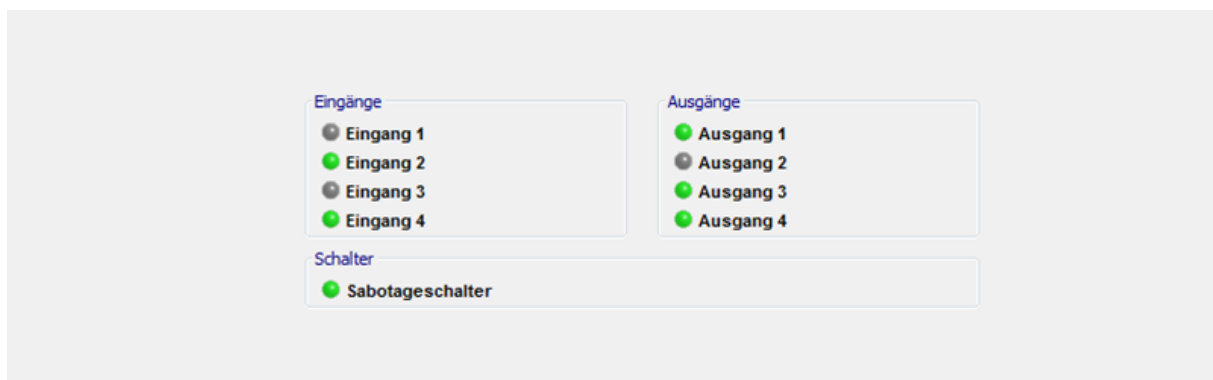 Eingänge
Eingang 1
Eingang 2
Eingang 3
Eingang 4
Ausgänge
Ausgang 1
Ausgang 2
Ausgang 3
Ausgang 4
Schalter
Sabotageschalter